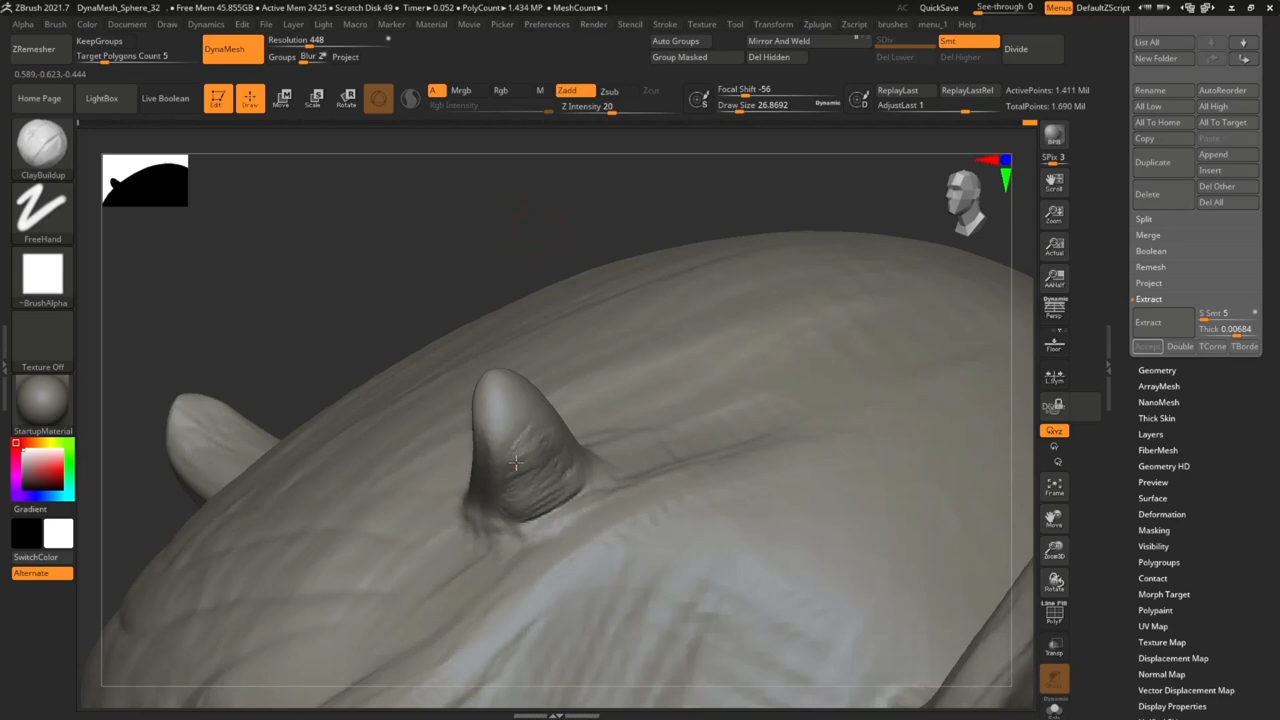 ZBrush 2021.7 DynaMesh_Sphere_32 • Free Mem 45.855GB • Active Mem 2425 • Scratch Disk 49 • Timer▸0.052 • PolyCount▸1.434 MP • MeshCount▸1 AC QuickSave See-through 0 Menus DefaultZScript
Alpha Brush Color Document Draw Dynamics Edit File Layer Light Macro Marker Material Movie Picker Preferences Render Stencil Stroke Texture Tool Transform Zplugin Zscript brushes menu_1 Help
ZRemesher
KeepGroups
Target Polygons Count 5
DynaMesh
Resolution 448
Groups Blur 2 Project
Auto Groups
Group Masked
Mirror And Weld
Del Hidden
SDiv
Del Lower
Smt
Del Higher
Divide
0.589,-0.623,-0.444
Home Page
LightBox
Live Boolean
Edit
Draw
Move
Scale
Rotate
A Mrgb Rgb M
Rgb Intensity
Zadd Zsub Zcut
Z Intensity 20
S
Focal Shift -56
Draw Size 26.8692 Dynamic
D
ReplayLast ReplayLastRel
AdjustLast 1
ActivePoints: 1.411 Mil
TotalPoints: 1.690 Mil
ClayBuildup
FreeHand
~BrushAlpha
Texture Off
StartupMaterial
Gradient
SwitchColor
Alternate
BPR
SPix 3
Scroll
Zoom
Actual
AAHalf
Dynamic
Persp
Floor
L.Sym
XYZ
Frame
Move
Zoom3D
Rotate
Line Fill
PolyF
Transp
Dynamic
List All
New Folder
Rename AutoReorder
All Low All High
All To Home All To Target
Copy Paste
Duplicate Append
Insert
Delete Del Other
Del All
Split
Merge
Boolean
Remesh
Project
Extract
Extract S Smt 5
Thick 0.00684
Accept Double TCorne TBorde
Geometry
ArrayMesh
NanoMesh
Thick Skin
Layers
FiberMesh
Geometry HD
Preview
Surface
Deformation
Masking
Visibility
Polygroups
Contact
Morph Target
Polypaint
UV Map
Texture Map
Displacement Map
Normal Map
Vector Displacement Map
Display Properties